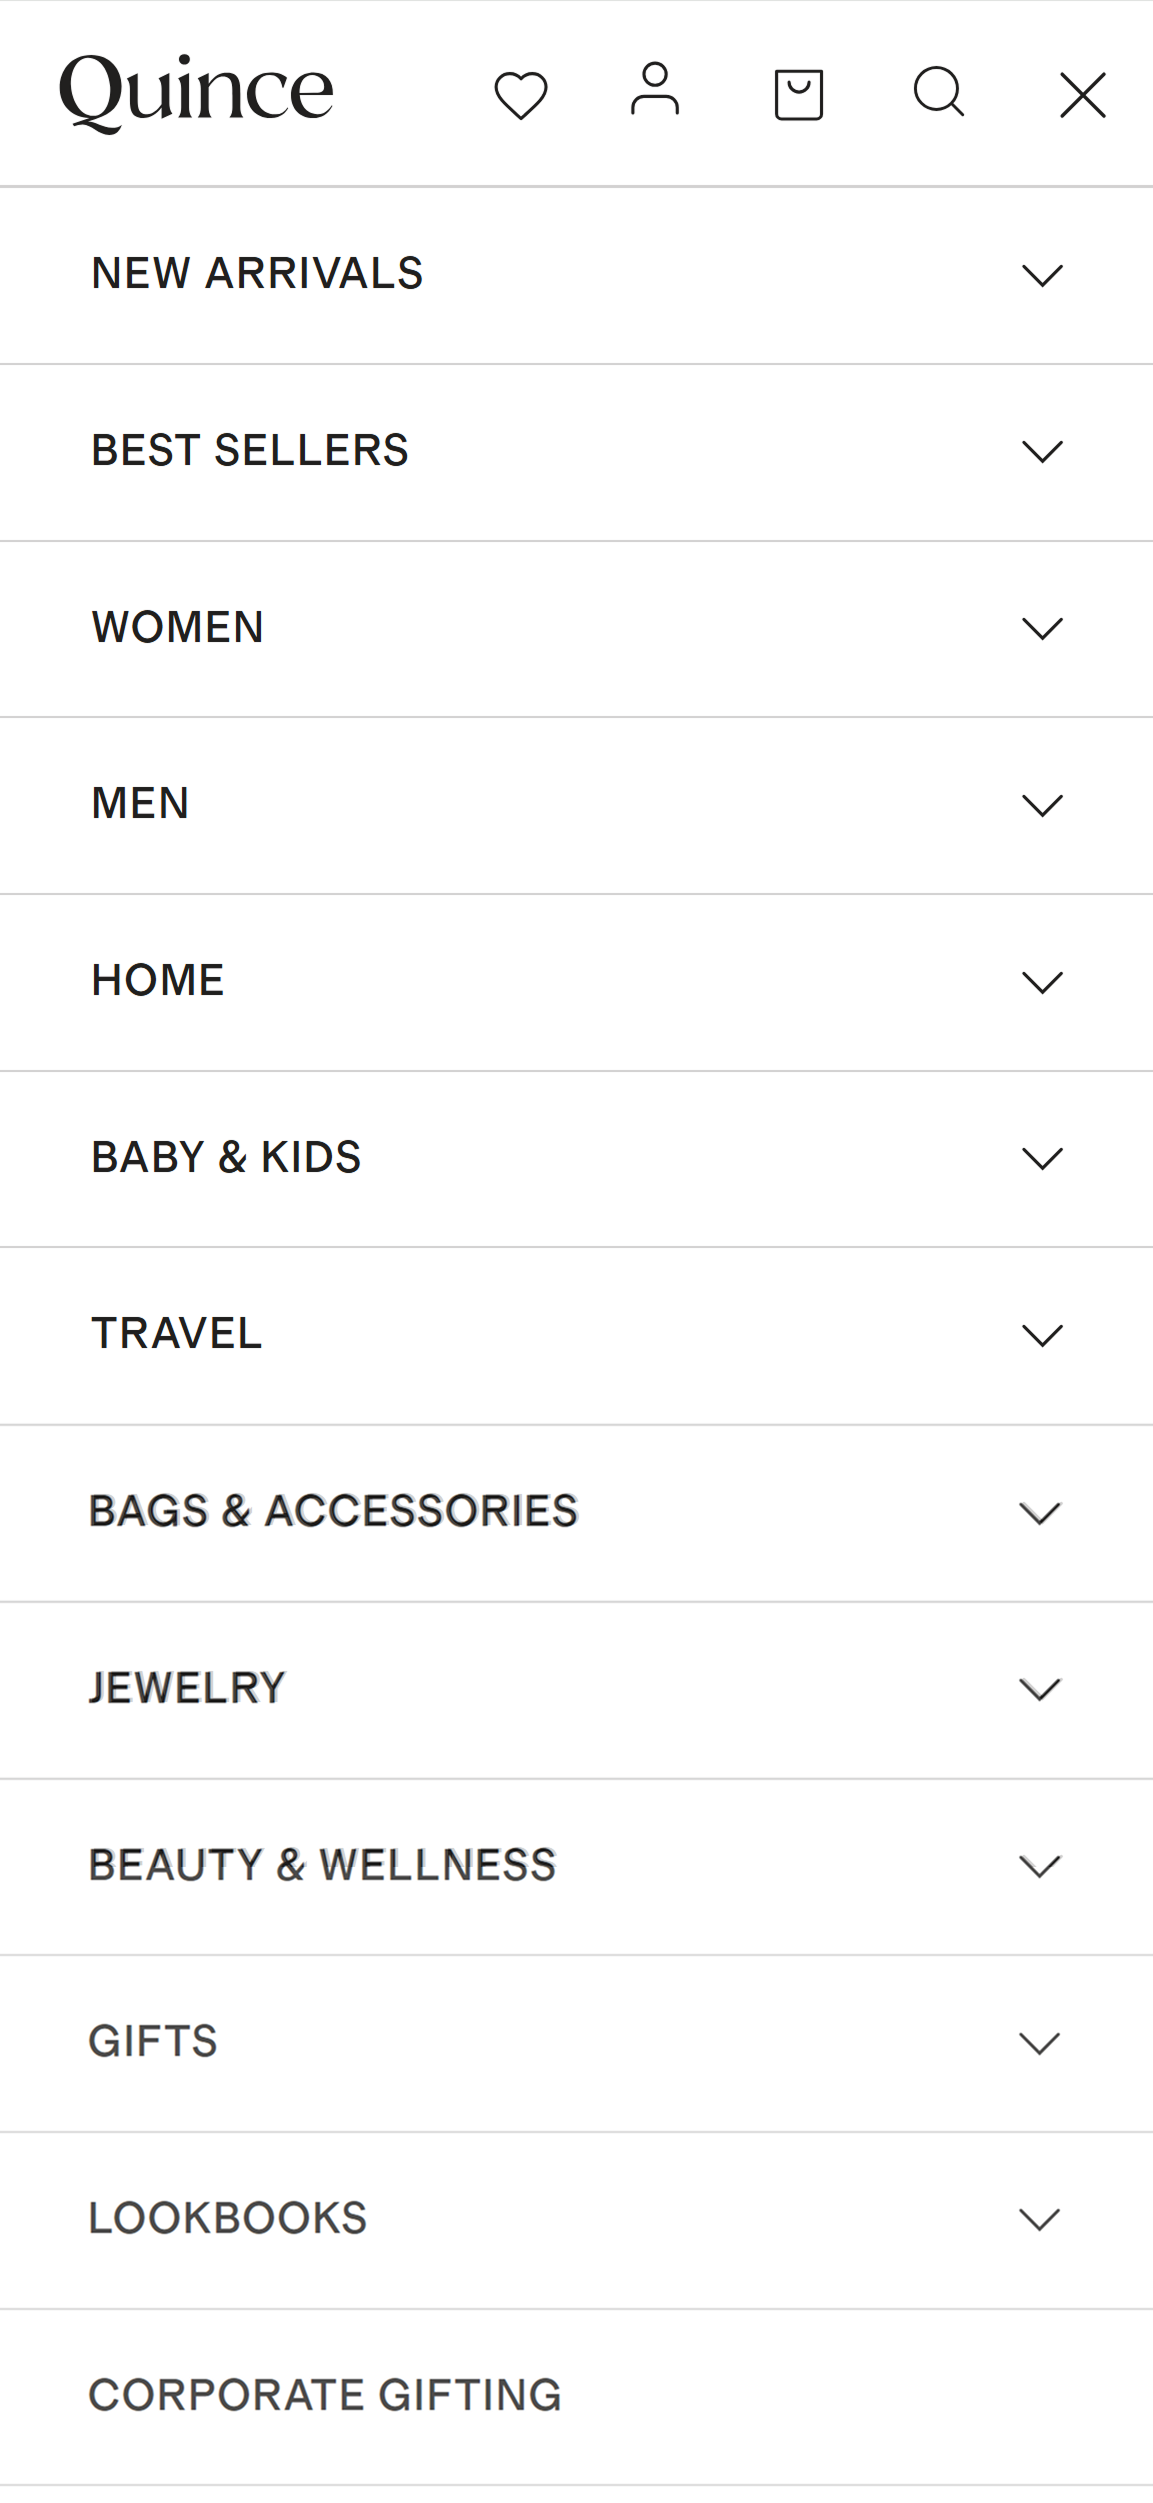 Quince
NEW ARRIVALS
BEST SELLERS
WOMEN
MEN
HOME
BABY & KIDS
TRAVEL
BAGS & ACCESSORIES
JEWELRY
BEAUTY & WELLNESS
GIFTS
LOOKBOOKS
CORPORATE GIFTING